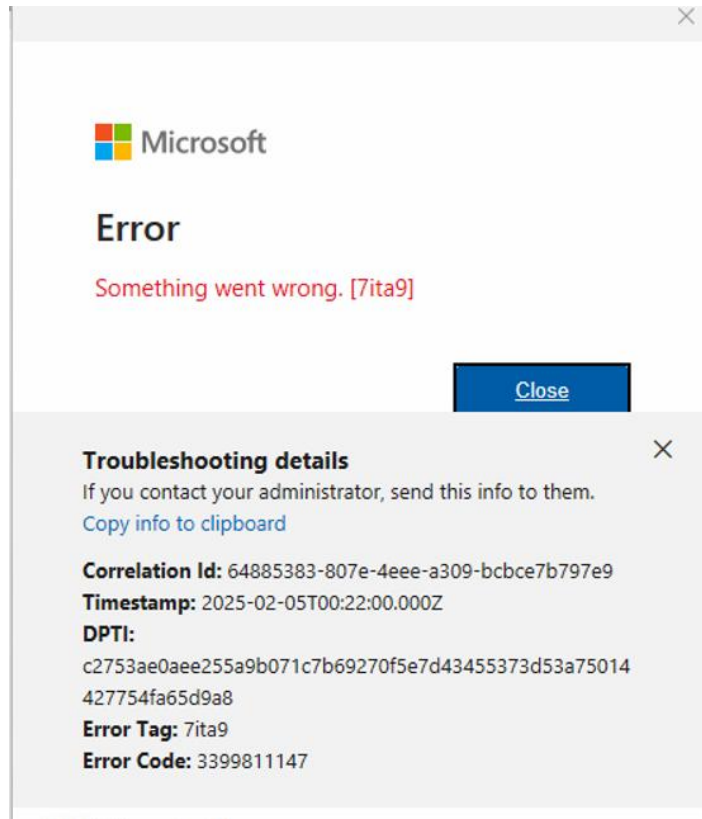 Microsoft
Error
Something went wrong. [7ita9]
Close
Troubleshooting details
If you contact your administrator, send this info to them.
Copy info to clipboard
Correlation Id: 64885383-807e-4eee-a309-bcbce7b797e9
Timestamp: 2025-02-05T00:22:00.000Z
DPTI:
c2753ae0aee255a9b071c7b69270f5e7d43455373d53a75014
427754fa65d9a8
Error Tag: 7ita9
Error Code: 3399811147